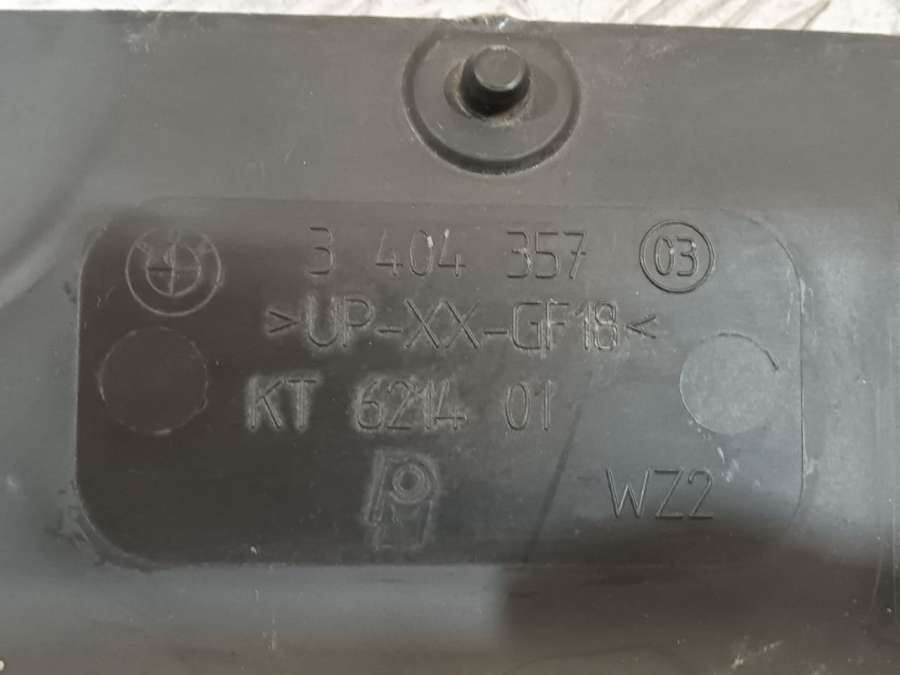 3 404 357 03
>UP-XX-GF18<
KT 6214 01
WZ2